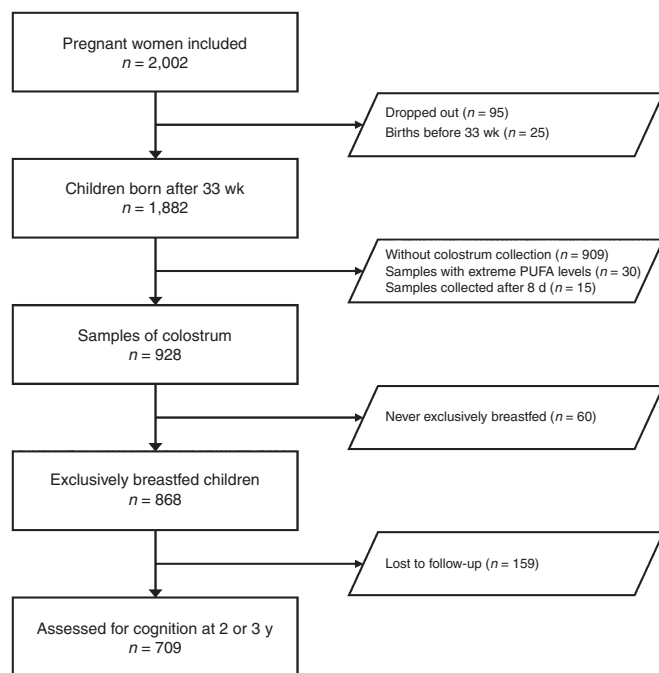 Pregnant women included
n = 2,002
Dropped out (n = 95)
Births before 33 wk (n = 25)
Children born after 33 wk
n = 1,882
Without colostrum collection (n = 909)
Samples with extreme PUFA levels (n = 30)
Samples collected after 8 d (n = 15)
Samples of colostrum
n = 928
Never exclusively breastfed (n = 60)
Exclusively breastfed children
n = 868
Lost to follow-up (n = 159)
Assessed for cognition at 2 or 3 y
n = 709